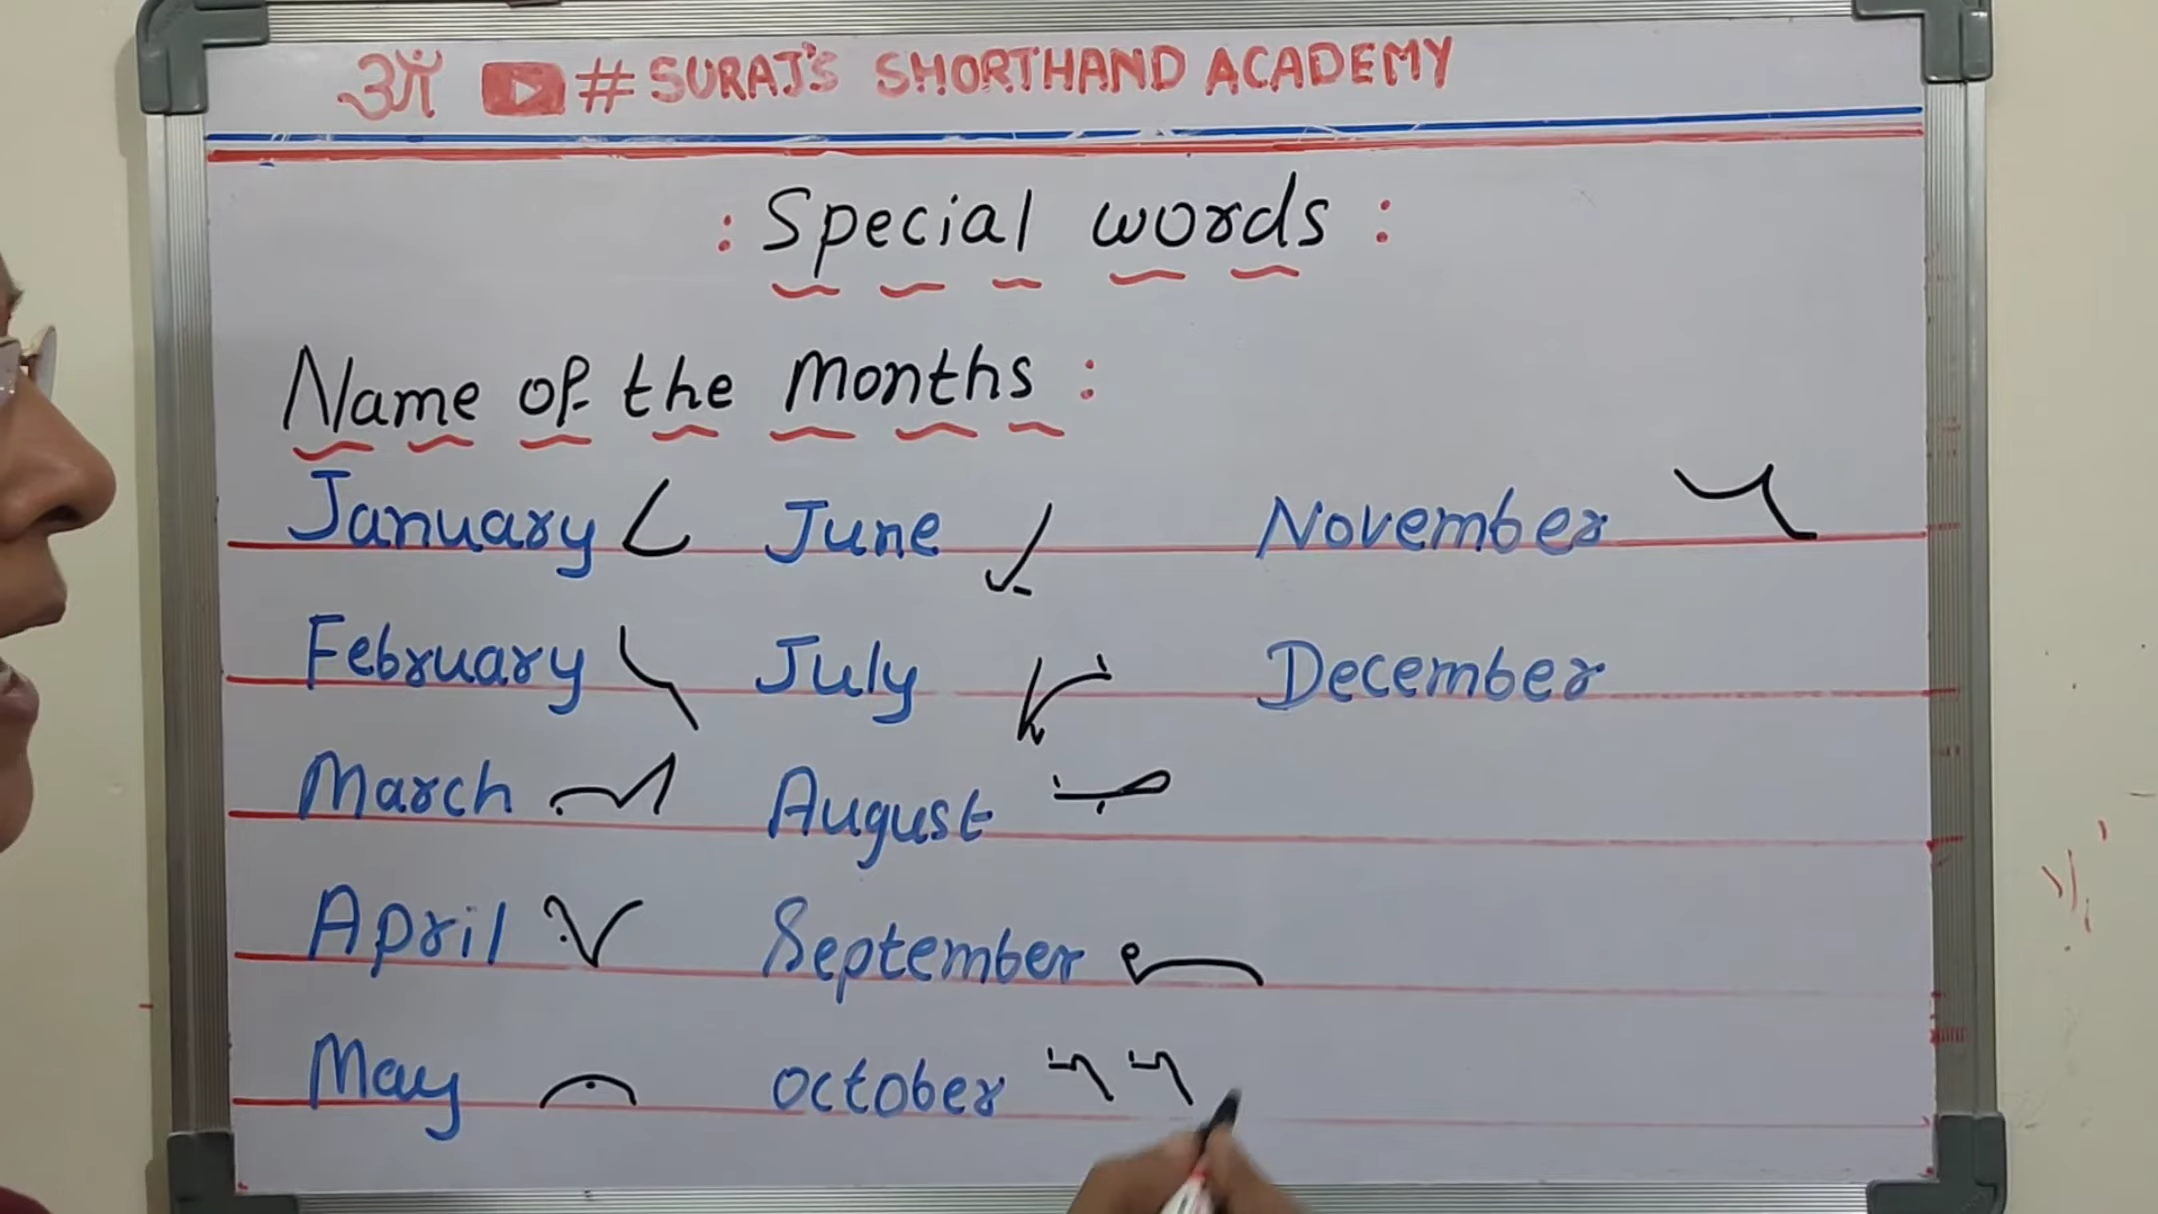 ॐ # SURAJ'S SHORTHAND ACADEMY
: Special words :
Name of the months :
January
February
March
April
May
June
July
August
September
October
November
December